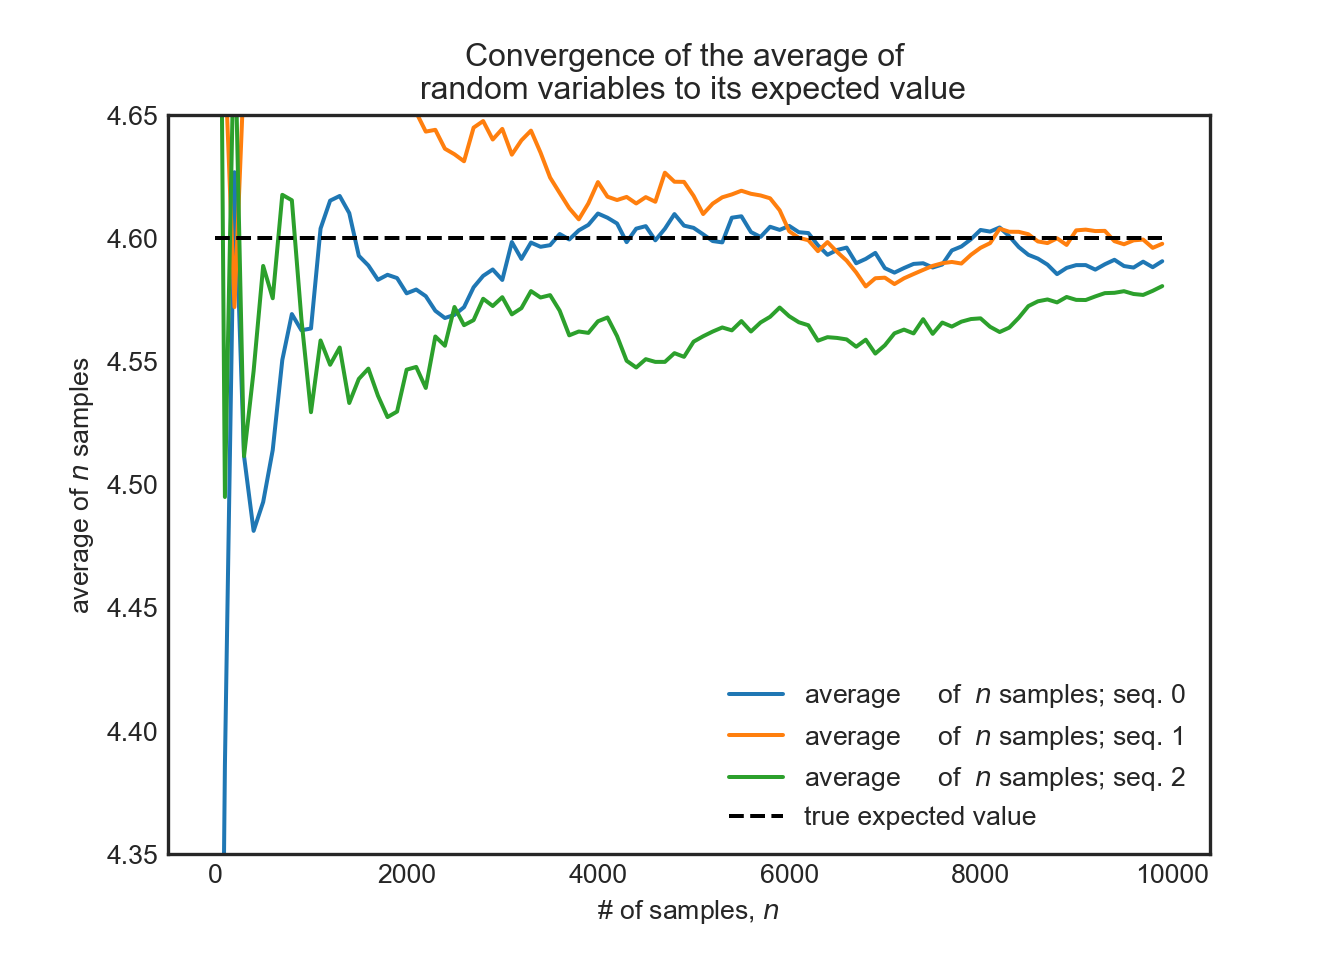 Convergence of the average of
random variables to its expected value
4.65
4.60
4.55
4.50
4.45
4.40
4.35
average of n samples
average of n samples; seq. 0
average of n samples; seq. 1
average of n samples; seq. 2
true expected value
0 2000 4000 6000 8000 10000
# of samples, n